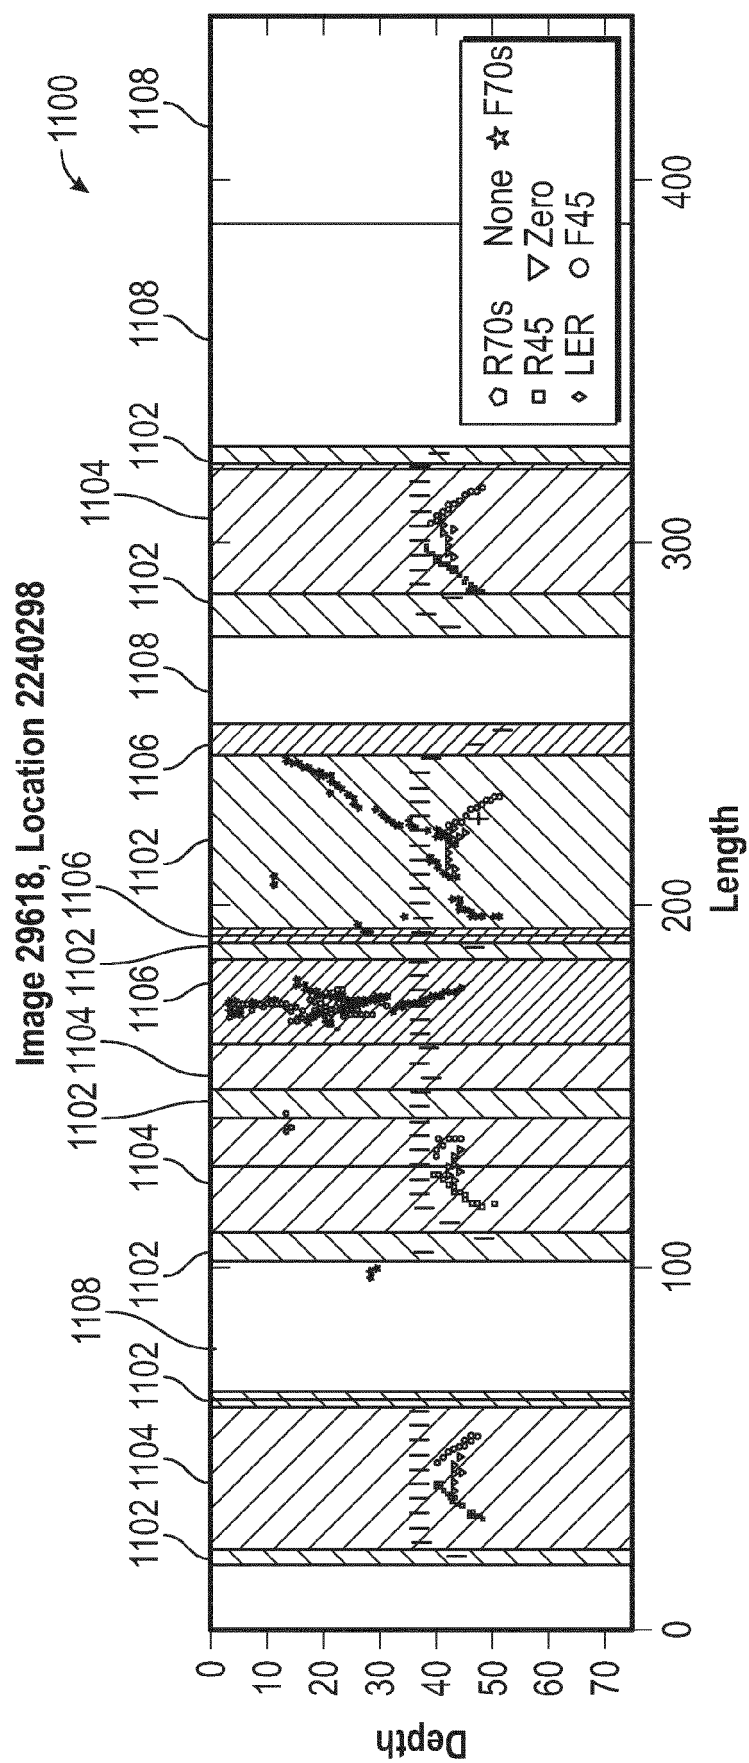 Image 29618, Location 2240298
1100
1108 1102 1104 1102 1106 1104
1102 1104 1102 1102 1104 1106 1102 1106 1108 1102 1102 1108 1108
0
10
20
30
40
50
60
70
Depth
R70s None F70s
R45 Zero
LER F45
0 100 200 300 400
Length